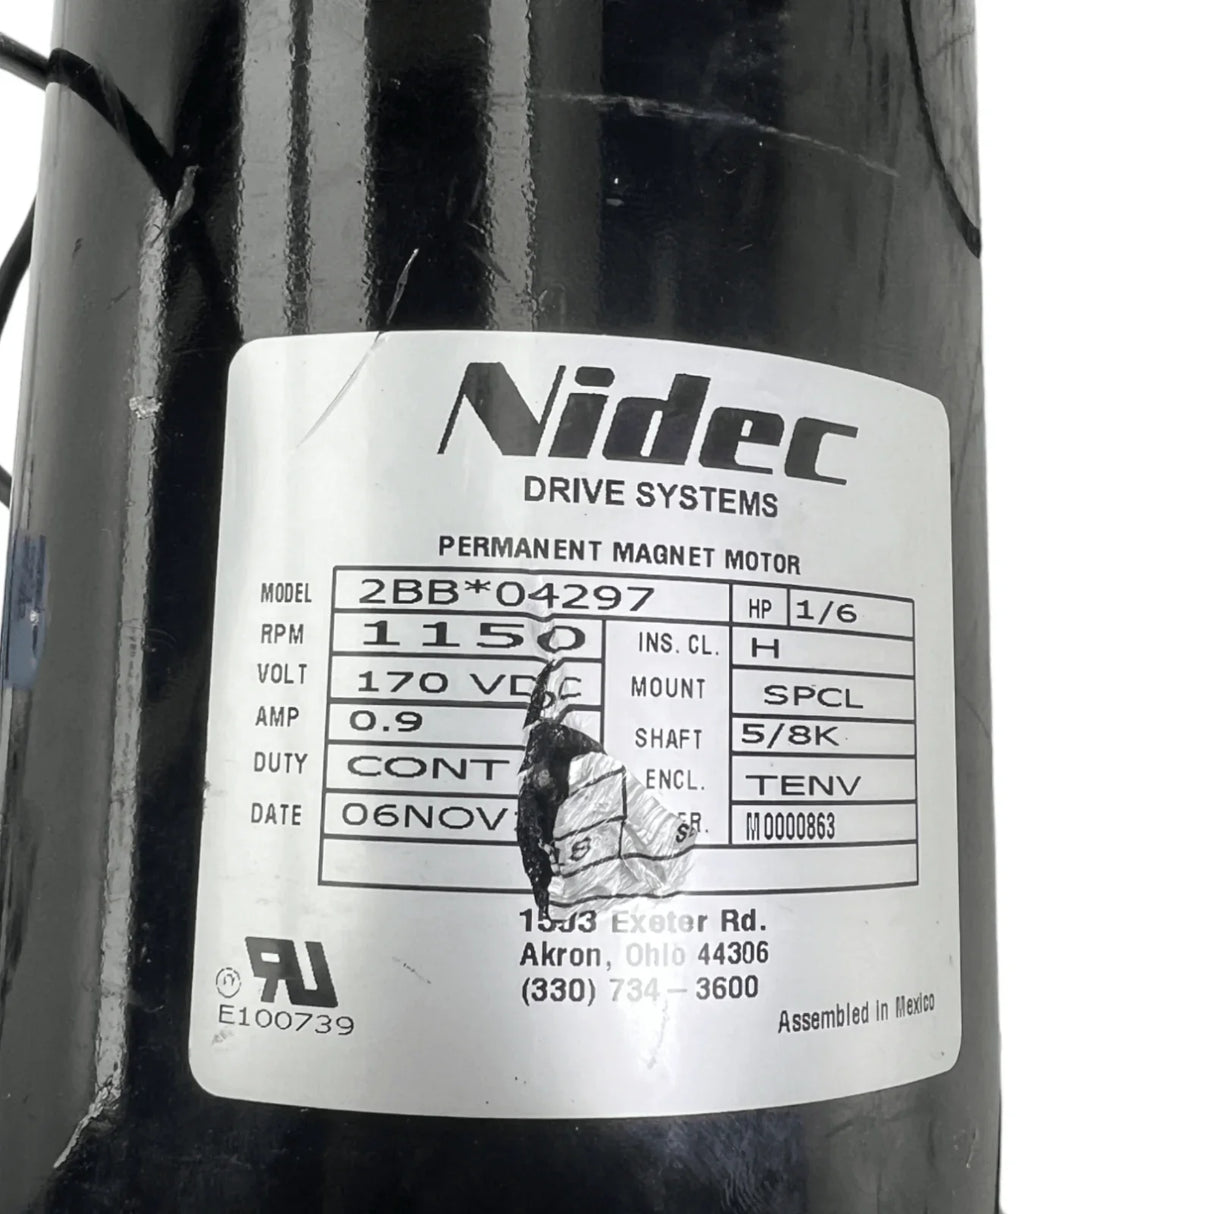 Nidec
DRIVE SYSTEMS
PERMANENT MAGNET MOTOR
MODEL 2BB*04297 HP 1/6
RPM 1150 INS. CL. H
VOLT 170 VDC MOUNT SPCL
AMP 0.9 SHAFT 5/8K
DUTY CONT ENCL. TENV
DATE 06NOV M0000863
Exeter Rd.
Akron, Ohio 44306
(330) 734-3600
E100739
Assembled in Mexico